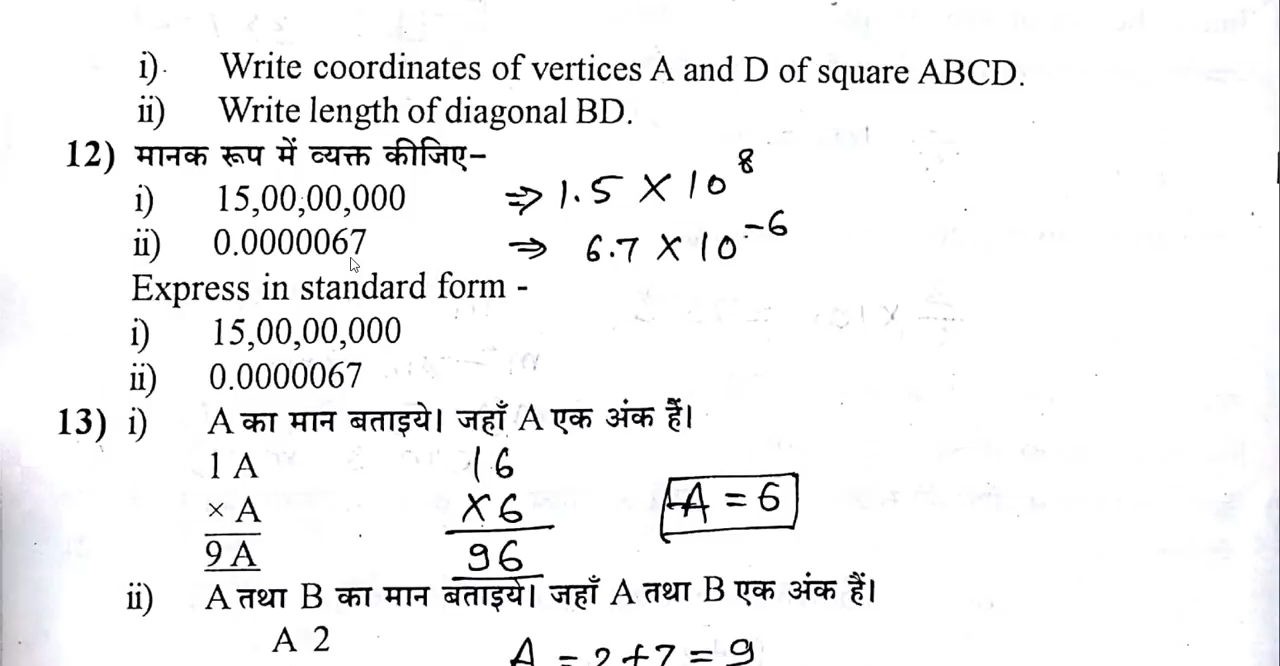 i). Write coordinates of vertices A and D of square ABCD.
ii) Write length of diagonal BD.
12) मानक रूप में व्यक्त कीजिए–
i) 15,00,00,000 ⇒ 1.5 × 10^8
ii) 0.0000067 ⇒ 6.7 × 10^-6
Express in standard form -
i) 15,00,00,000
ii) 0.0000067
13) i) A का मान बताइये। जहाँ A एक अंक हैं।
1 A 16
× A ×6 A = 6
9 A 96
ii) A तथा B का मान बताइये। जहाँ A तथा B एक अंक हैं।
A 2 A = 2+7 = 9